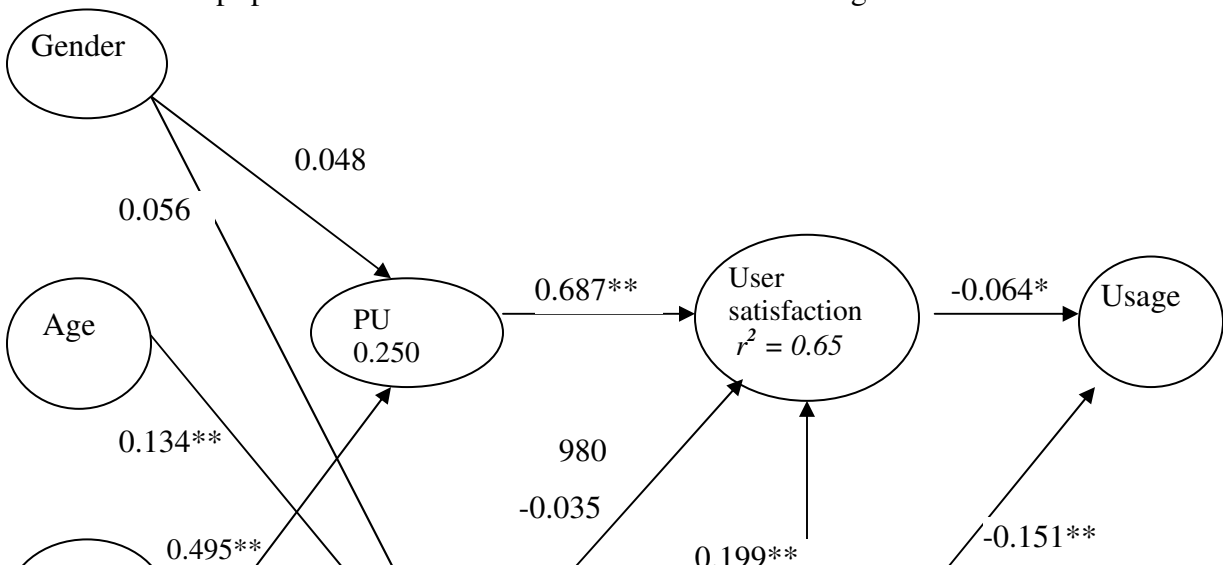 Gender
0.048
0.056
User
satisfaction
r² = 0.65
0.687**
-0.064*
Usage
Age
PU
0.250
0.134**
980
-0.035
0.495**
0.199**
-0.151**